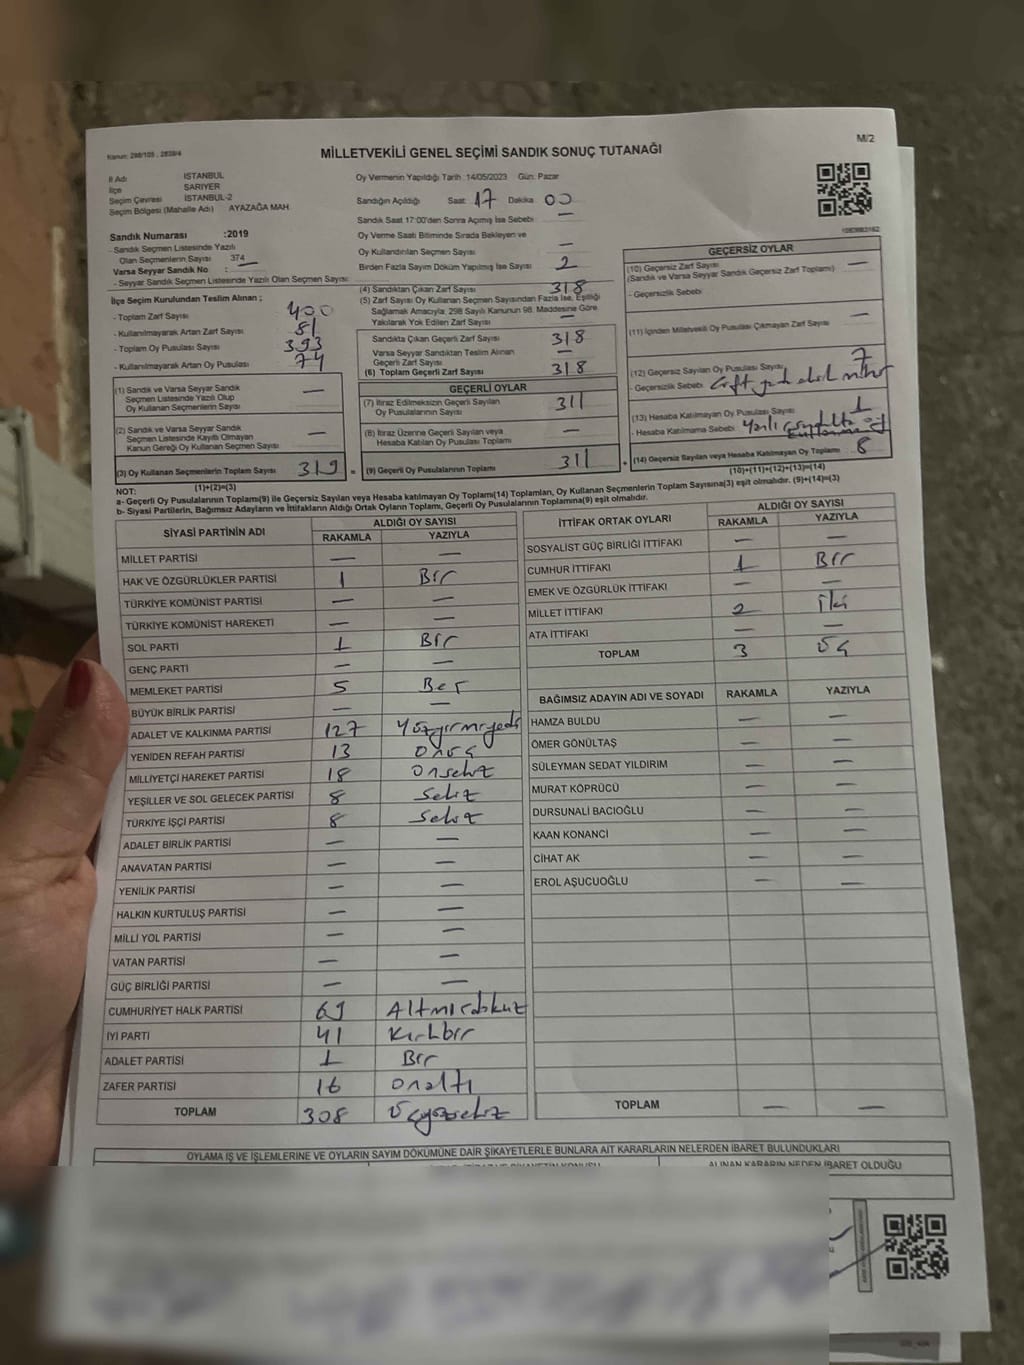 Kanun: 298/105 , 2839/4
M/2
MİLLETVEKİLİ GENEL SEÇİMİ SANDIK SONUÇ TUTANAĞI
İl Adı İSTANBUL
İlçe SARIYER
Seçim Çevresi İSTANBUL-2
Seçim Bölgesi (Mahalle Adı) AYAZAĞA MAH.
Sandık Numarası :2019
- Sandık Seçmen Listesinde Yazılı
Olan Seçmenlerin Sayısı 374
Varsa Seyyar Sandık No : —
- Seyyar Seçmen Listesinde Yazılı Olan Seçmen Sayısı:
İlçe Seçim Kurulundan Teslim Alınan ;
- Toplam Zarf Sayısı 400
- Kullanılmayarak Artan Zarf Sayısı 81
- Toplam Oy Pusulası Sayısı 393
- Kullanılmayarak Artan Oy Pusulası 74
(1) Sandık ve Varsa Seyyar Sandık
Seçmen Listesinde Yazılı Olup
Oy Kullanan Seçmenlerin Sayısı —
(2) Sandık ve Varsa Seyyar Sandık
Seçmen Listesinde Kayıtlı Olmayan
Kanun Gereği Oy Kullanan Seçmen Sayısı —
(3) Oy Kullanan Seçmenlerin Toplam Sayısı 319 =
(1)+(2)=(3)
Oy Vermenin Yapıldığı Tarih :14/05/2023 Gün: Pazar
Sandığın Açıldığı Saat 17 Dakika 00
Sandık Saat 17:00'den Sonra Açılmış İse Sebebi —
Oy Verme Saati Bitiminde Sırada Bekleyen ve
Oy Kullandırılan Seçmen Sayısı —
Birden Fazla Sayım Döküm Yapılmış İse Sayısı 2
(4) Sandıktan Çıkan Zarf Sayısı 318
(5) Zarf Sayısı Oy Kullanan Seçmen Sayısından Fazla İse, Eşitliği
Sağlamak Amacıyla; 298 Sayılı Kanunun 98. Maddesine Göre
Yakılarak Yok Edilen Zarf Sayısı —
Sandıkta Çıkan Geçerli Zarf Sayısı 318
Varsa Seyyar Sandıktan Teslim Alınan
Geçerli Zarf Sayısı —
(6) Toplam Geçerli Zarf Sayısı 318
GEÇERLİ OYLAR
(7) İtiraz Edilmeksizin Geçerli Sayılan
Oy Pusulalarının Sayısı 311
(8) İtiraz Üzerine Geçerli Sayılan veya
Hesaba Katılan Oy Pusulası Toplamı —
(9) Geçerli Oy Pusulalarının Toplamı 311 +
1083983162
GEÇERSİZ OYLAR
(10) Geçersiz Zarf Sayısı —
(Sandık ve Varsa Seyyar Sandık Geçersiz Zarf Toplamı)
- Geçersizlik Sebebi
(11) İçinden Milletvekili Oy Pusulası Çıkmayan Zarf Sayısı —
(12) Geçersiz Sayılan Oy Pusulası Sayısı 7
- Geçersizlik Sebebi
(13) Hesaba Katılmayan Oy Pusulası Sayısı 1
- Hesaba Katılmama Sebebi
(14) Geçersiz Sayılan veya Hesaba Katılmayan Oy Toplamı 8
(10)+(11)+(12)+(13)=(14)
NOT:
a- Geçerli Oy Pusulalarının Toplamı(9) ile Geçersiz Sayılan veya Hesaba katılmayan Oy Toplamı(14) Toplamları, Oy Kullanan Seçmenlerin Toplam Sayısına(3) eşit olmalıdır. (9)+(14)=(3)
b- Siyasi Partilerin, Bağımsız Adayların ve İttifakların Aldığı Ortak Oyların Toplamı, Geçerli Oy Pusulalarının Toplamına(9) eşit olmalıdır.
SİYASİ PARTİNİN ADI ALDIĞI OY SAYISI
RAKAMLA YAZIYLA
MİLLET PARTİSİ — —
HAK VE ÖZGÜRLÜKLER PARTİSİ 1 Bir
TÜRKİYE KOMÜNİST PARTİSİ — —
TÜRKİYE KOMÜNİST HAREKETİ — —
SOL PARTİ 1 Bir
GENÇ PARTİ — —
MEMLEKET PARTİSİ 5 Beş
BÜYÜK BİRLİK PARTİSİ — —
ADALET VE KALKINMA PARTİSİ 127 Yüzyirmiyedi
YENİDEN REFAH PARTİSİ 13 Onüç
MİLLİYETÇİ HAREKET PARTİSİ 18 Onsekiz
YEŞİLLER VE SOL GELECEK PARTİSİ 8 Sekiz
TÜRKİYE İŞÇİ PARTİSİ 8 Sekiz
ADALET BİRLİK PARTİSİ — —
ANAVATAN PARTİSİ — —
YENİLİK PARTİSİ — —
HALKIN KURTULUŞ PARTİSİ — —
MİLLİ YOL PARTİSİ — —
VATAN PARTİSİ — —
GÜÇ BİRLİĞİ PARTİSİ — —
CUMHURİYET HALK PARTİSİ 69 Altmışdokuz
İYİ PARTİ 41 Kırkbir
ADALET PARTİSİ 1 Bir
ZAFER PARTİSİ 16 Onaltı
TOPLAM 308 Üçyüzsekiz
İTTİFAK ORTAK OYLARI ALDIĞI OY SAYISI
RAKAMLA YAZIYLA
SOSYALİST GÜÇ BİRLİĞİ İTTİFAKI — —
CUMHUR İTTİFAKI 1 Bir
EMEK VE ÖZGÜRLÜK İTTİFAKI — —
MİLLET İTTİFAKI 2 İki
ATA İTTİFAKI — —
TOPLAM 3 Üç
BAĞIMSIZ ADAYIN ADI VE SOYADI RAKAMLA YAZIYLA
HAMZA BULDU — —
ÖMER GÖNÜLTAŞ — —
SÜLEYMAN SEDAT YILDIRIM — —
MURAT KÖPRÜCÜ — —
DURSUNALİ BACIOĞLU — —
KAAN KONANCİ — —
CİHAT AK — —
EROL AŞUCUOĞLU — —
TOPLAM — —
OYLAMA İŞ VE İŞLEMLERİNE VE OYLARIN SAYIM DÖKÜMÜNE DAİR ŞİKAYETLERLE BUNLARA AİT KARARLARIN NELERDEN İBARET BULUNDUKLARI
ALINAN KARARIN NEDEN İBARET OLDUĞU